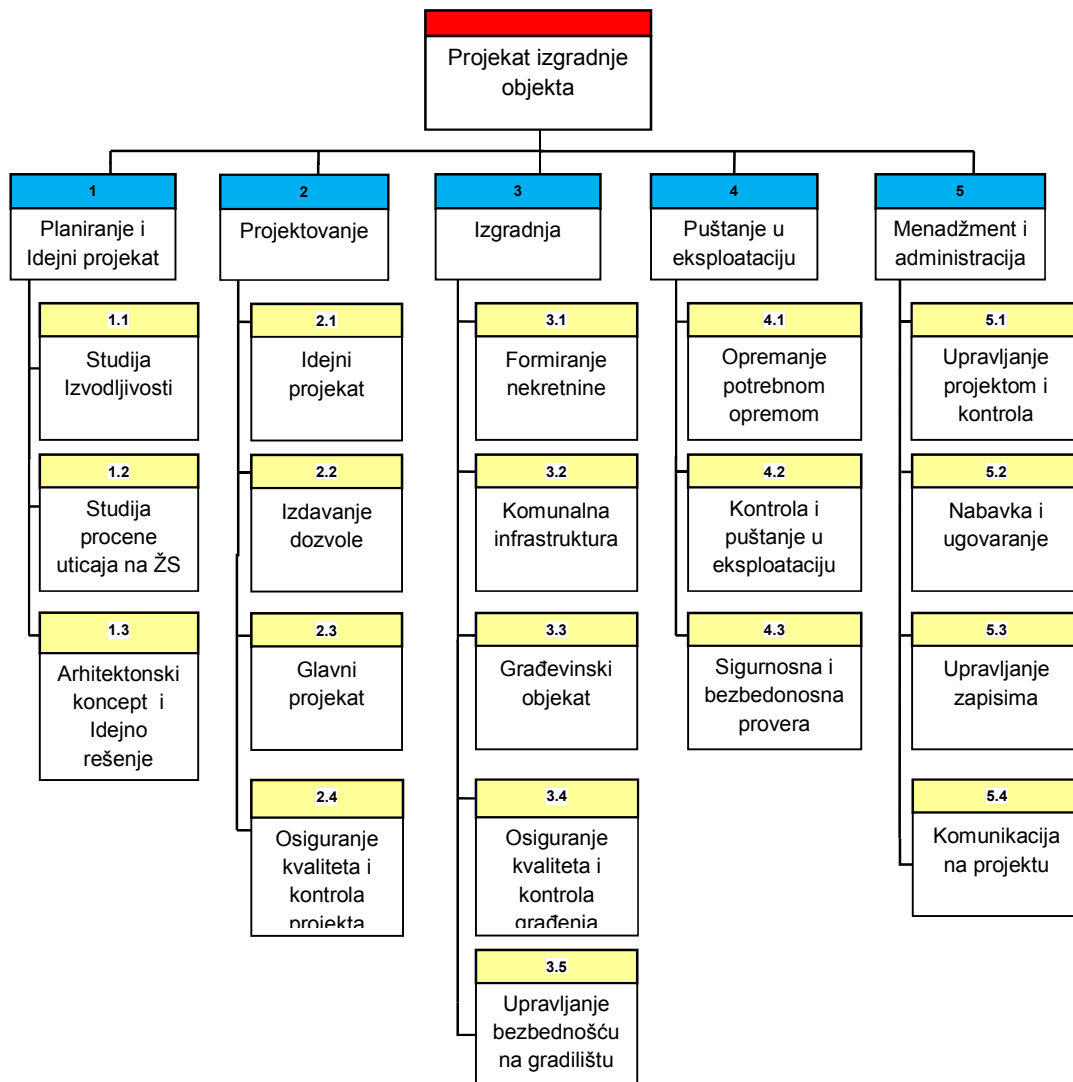 Projekat izgradnje
objekta
1
Planiranje i
Idejni projekat
2
Projektovanje
3
Izgradnja
4
Puštanje u
eksploataciju
5
Menadžment i
administracija
1.1
Studija
Izvodljivosti
1.2
Studija
procene
uticaja na ŽS
1.3
Arhitektonski
koncept i
Idejno
rešenje
2.1
Idejni
projekat
2.2
Izdavanje
dozvole
2.3
Glavni
projekat
2.4
Osiguranje
kvaliteta i
kontrola
projekta
3.1
Formiranje
nekretnine
3.2
Komunalna
infrastruktura
3.3
Građevinski
objekat
3.4
Osiguranje
kvaliteta i
kontrola
građenja
3.5
Upravljanje
bezbednošću
na gradilištu
4.1
Opremanje
potrebnom
opremom
4.2
Kontrola i
puštanje u
eksploataciju
4.3
Sigurnosna i
bezbedonosna
provera
5.1
Upravljanje
projektom i
kontrola
5.2
Nabavka i
ugovaranje
5.3
Upravljanje
zapisima
5.4
Komunikacija
na projektu